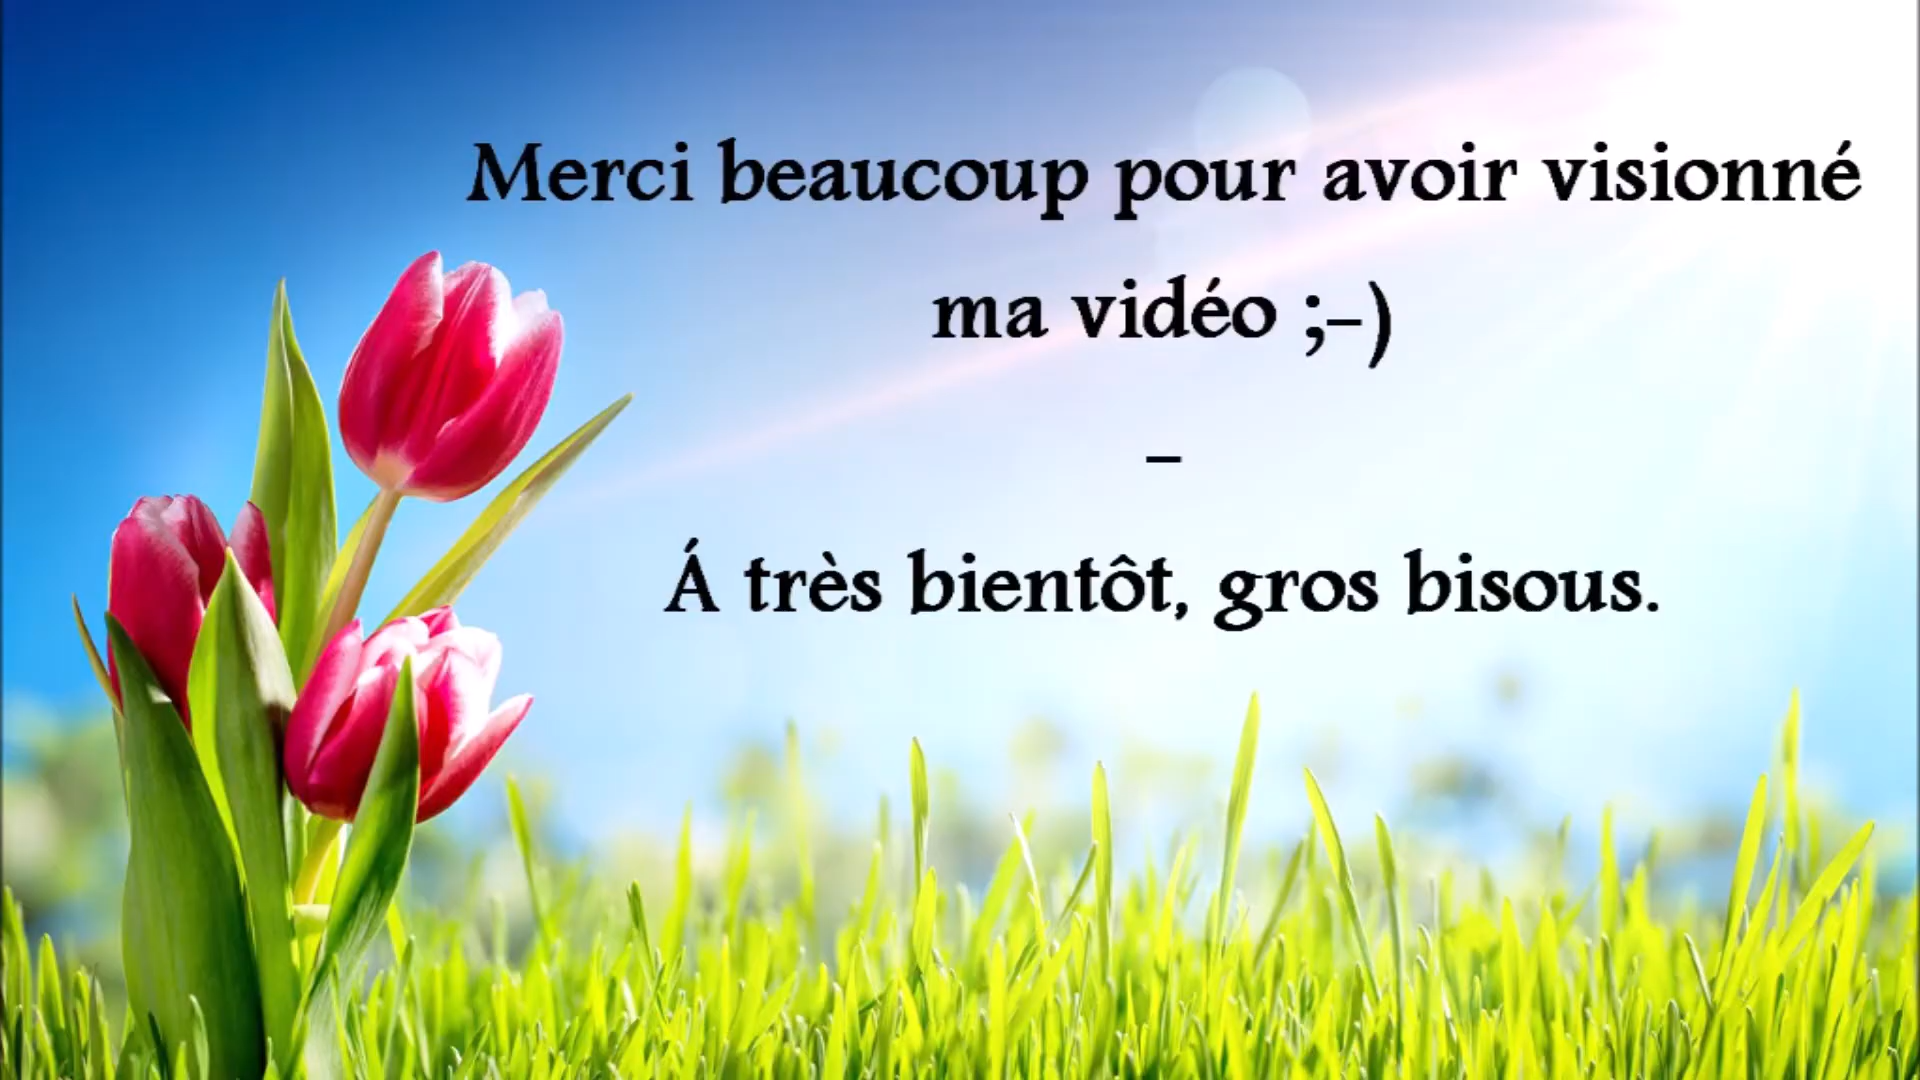 Merci beaucoup pour avoir visionné
ma vidéo ;-)
-
Á très bientôt, gros bisous.